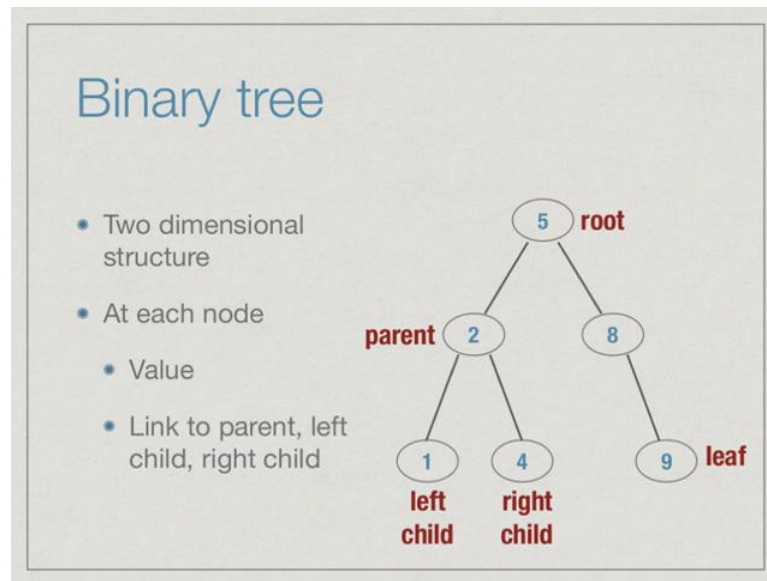 Binary tree
Two dimensional
structure
At each node
Value
Link to parent, left
child, right child
5 root
parent 2 8
1 4 9 leaf
left right
child child